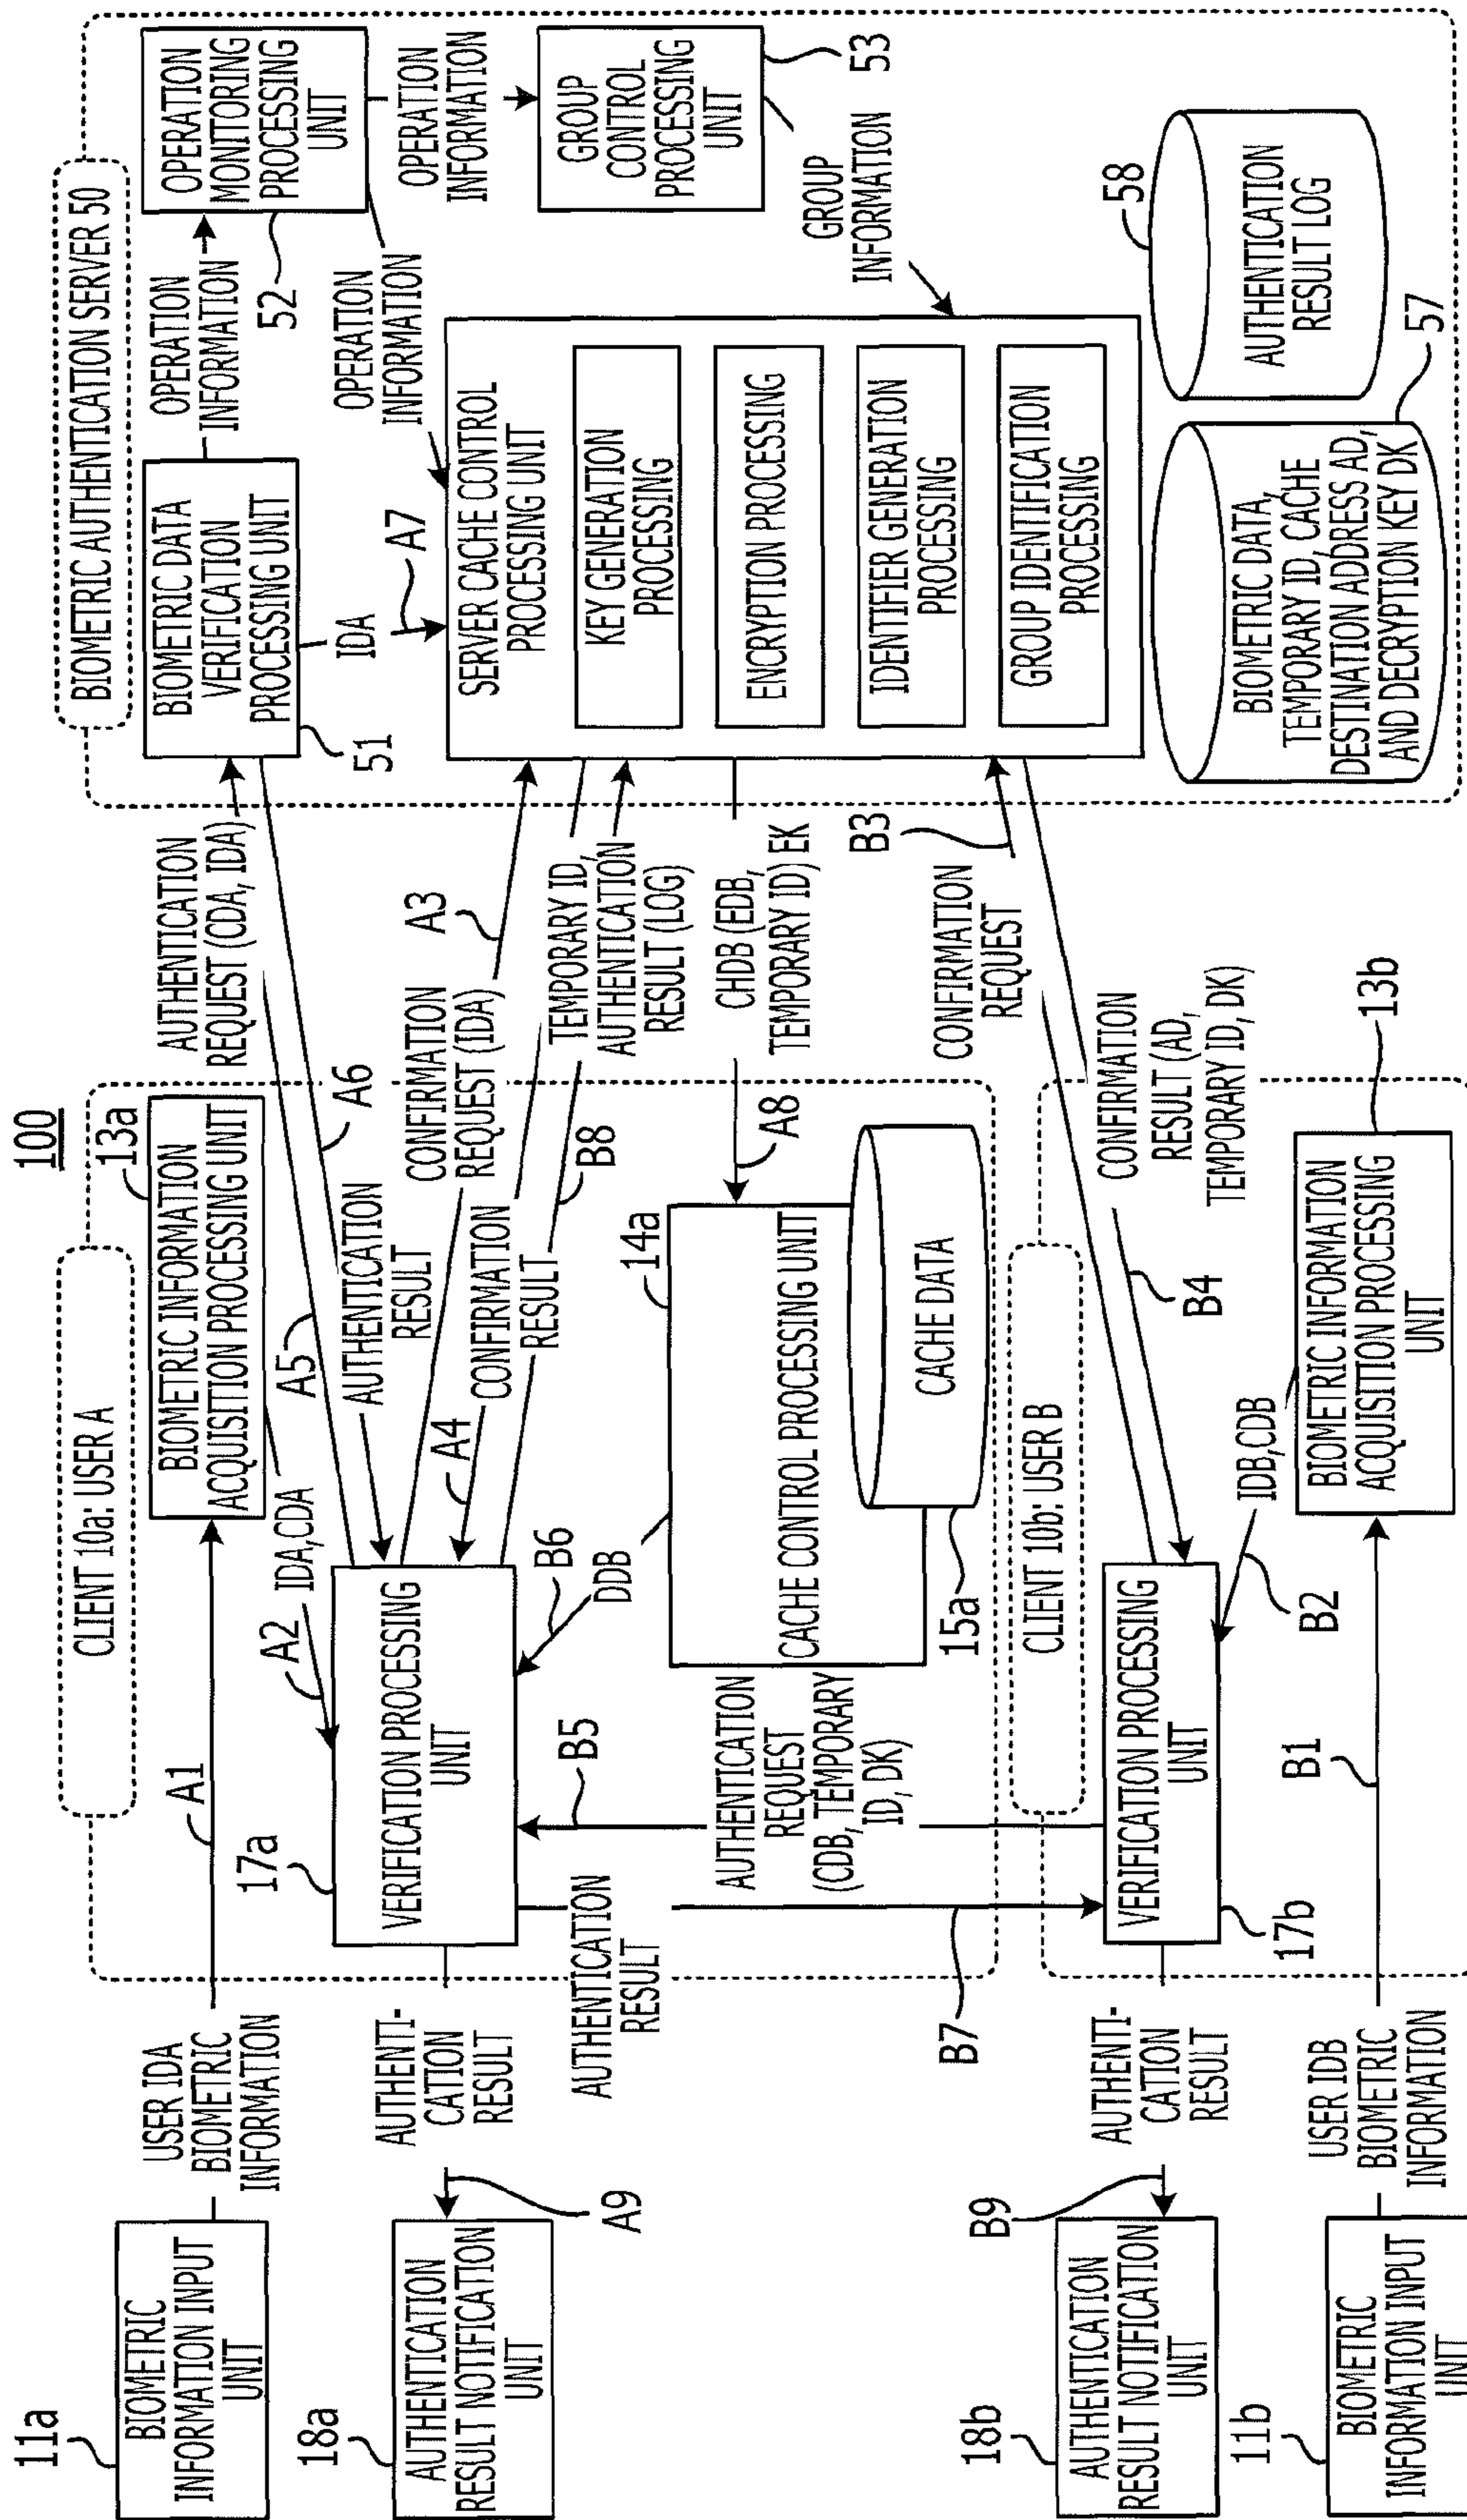 100
11a
BIOMETRIC
INFORMATION INPUT
UNIT
USER IDA
BIOMETRIC
INFORMATION
A1
CLIENT 10a: USER A
BIOMETRIC INFORMATION
ACQUISITION PROCESSING UNIT
13a
A2
IDA,CDA
17a
VERIFICATION PROCESSING
UNIT
18a
AUTHENTICATION
RESULT NOTIFICATION
UNIT
AUTHENTI-
CATION
RESULT
A9
A5
AUTHENTICATION
REQUEST (CDA, IDA)
A6
AUTHENTICATION
RESULT
CONFIRMATION
REQUEST (IDA)
A3
A4
CONFIRMATION
RESULT
B8
TEMPORARY ID,
AUTHENTICATION
RESULT (LOG)
B6
DDB
14a
CACHE CONTROL PROCESSING UNIT
CACHE DATA
15a
A8
CHDB (EDB,
TEMPORARY ID) EK
B5
AUTHENTICATION
REQUEST
(CDB, TEMPORARY
ID, DK)
AUTHENTICATION
RESULT
B7
BIOMETRIC AUTHENTICATION SERVER 50
BIOMETRIC DATA
VERIFICATION
PROCESSING UNIT
51
OPERATION
INFORMATION
OPERATION
MONITORING
PROCESSING
UNIT
52
OPERATION
INFORMATION
GROUP
CONTROL
PROCESSING
UNIT
53
OPERATION
INFORMATION
GROUP
INFORMATION
IDA
A7
SERVER CACHE CONTROL
PROCESSING UNIT
KEY GENERATION
PROCESSING
ENCRYPTION PROCESSING
IDENTIFIER GENERATION
PROCESSING
GROUP IDENTIFICATION
PROCESSING
BIOMETRIC DATA,
TEMPORARY ID, CACHE
DESTINATION ADDRESS AD,
AND DECRYPTION KEY DK
57
58
AUTHENTICATION
RESULT LOG
CLIENT 10b: USER B
B3
CONFIRMATION
REQUEST
CONFIRMATION
RESULT (AD,
TEMPORARY ID, DK)
B4
VERIFICATION PROCESSING
UNIT
17b
IDB,CDB
B2
13b
BIOMETRIC INFORMATION
ACQUISITION PROCESSING
UNIT
B1
18b
AUTHENTICATION
RESULT NOTIFICATION
UNIT
B9
AUTHENTI-
CATION
RESULT
11b
BIOMETRIC
INFORMATION INPUT
UNIT
USER IDB
BIOMETRIC
INFORMATION